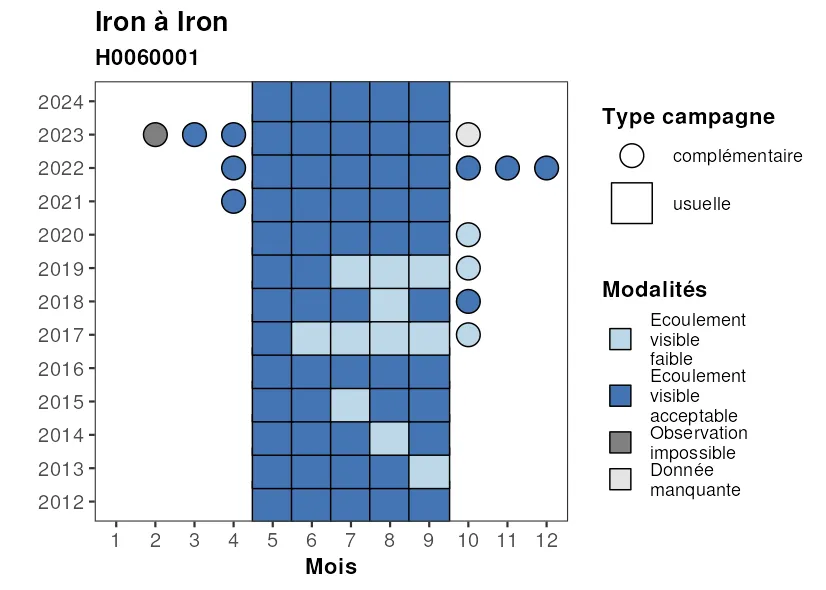 Iron à Iron
H0060001
2024
2023
2022
2021
2020
2019
2018
2017
2016
2015
2014
2013
2012
1 2 3 4 5 6 7 8 9 10 11 12
Mois
Type campagne
complémentaire
usuelle
Modalités
Ecoulement
visible
faible
Ecoulement
visible
acceptable
Observation
impossible
Donnée
manquante